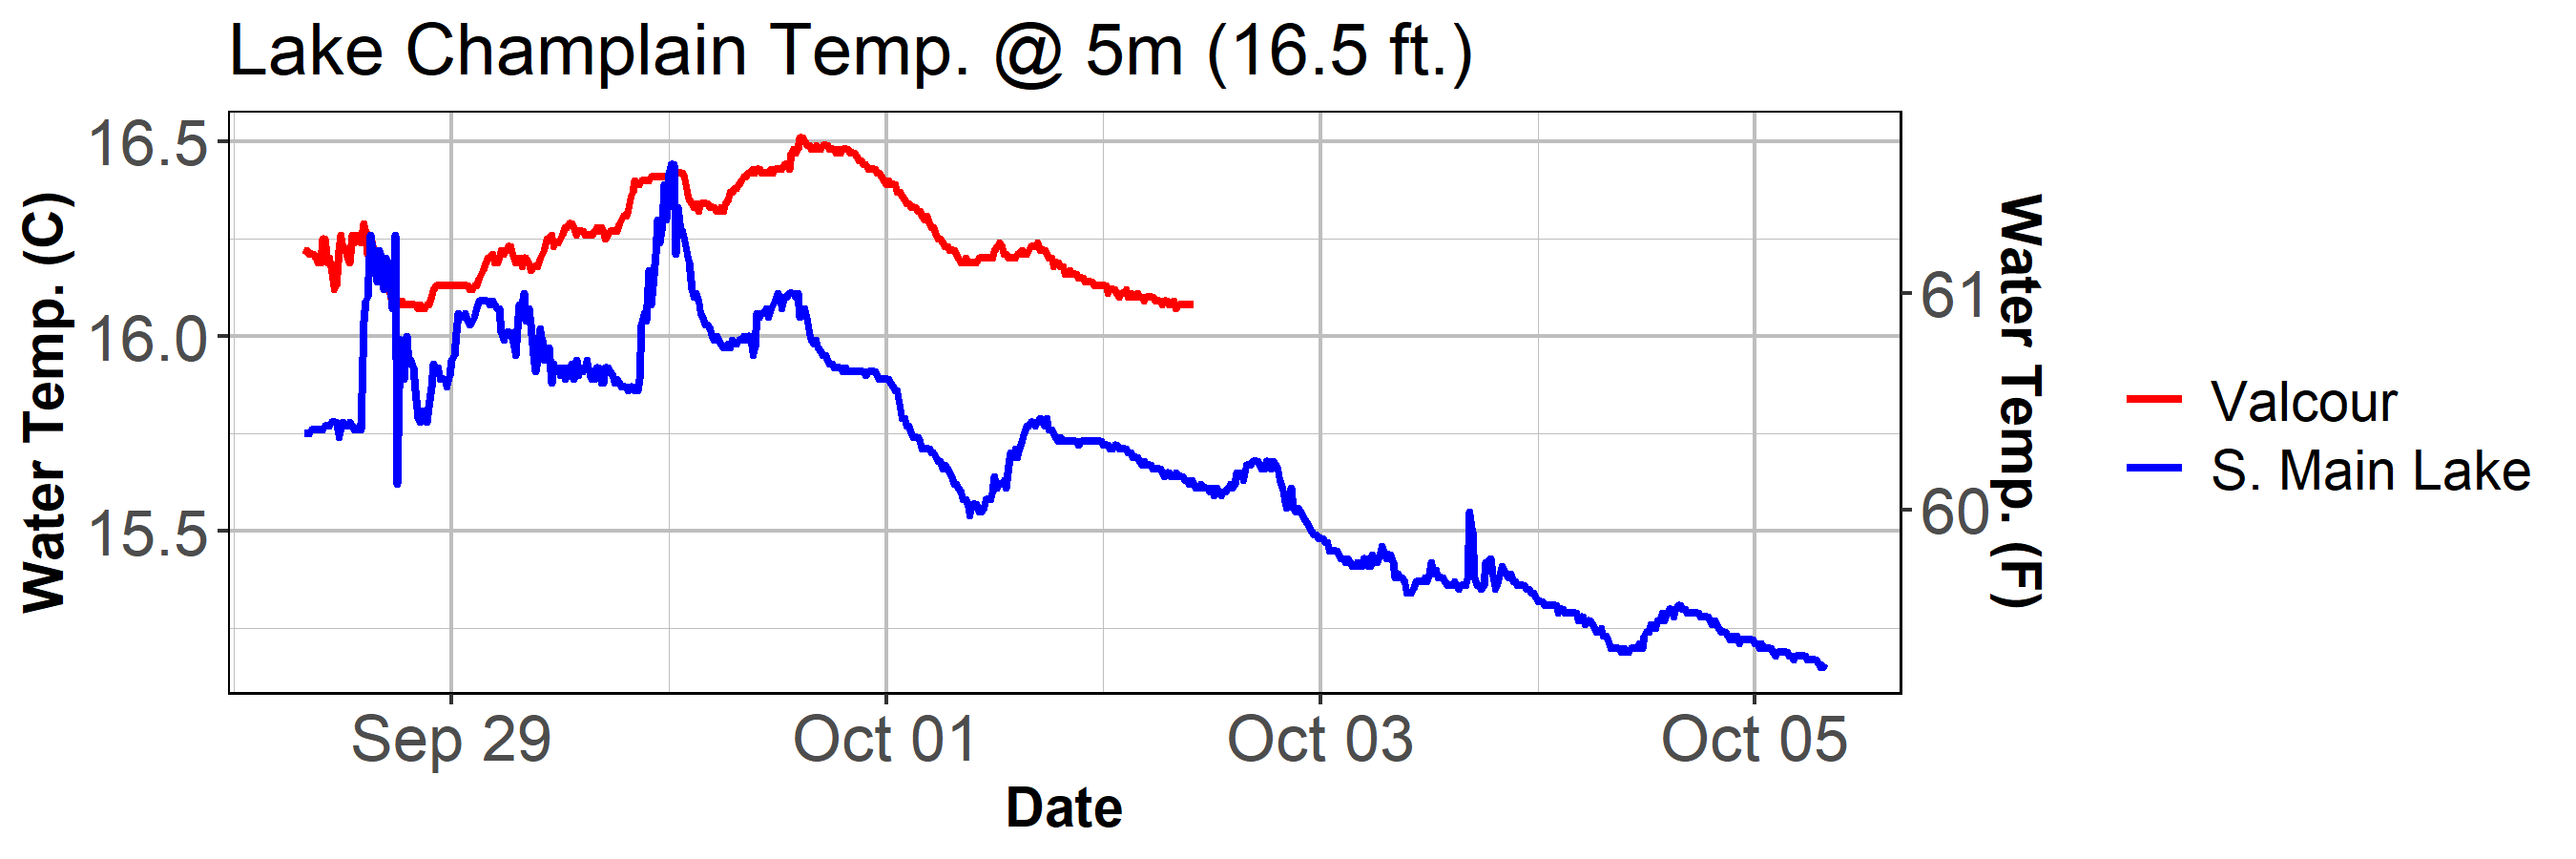 Lake Champlain Temp. @ 5m (16.5 ft.)
Water Temp. (C)
16.5
16.0
15.5
61
60
Water Temp. (F)
Sep 29
Oct 01
Oct 03
Oct 05
Date
Valcour
S. Main Lake